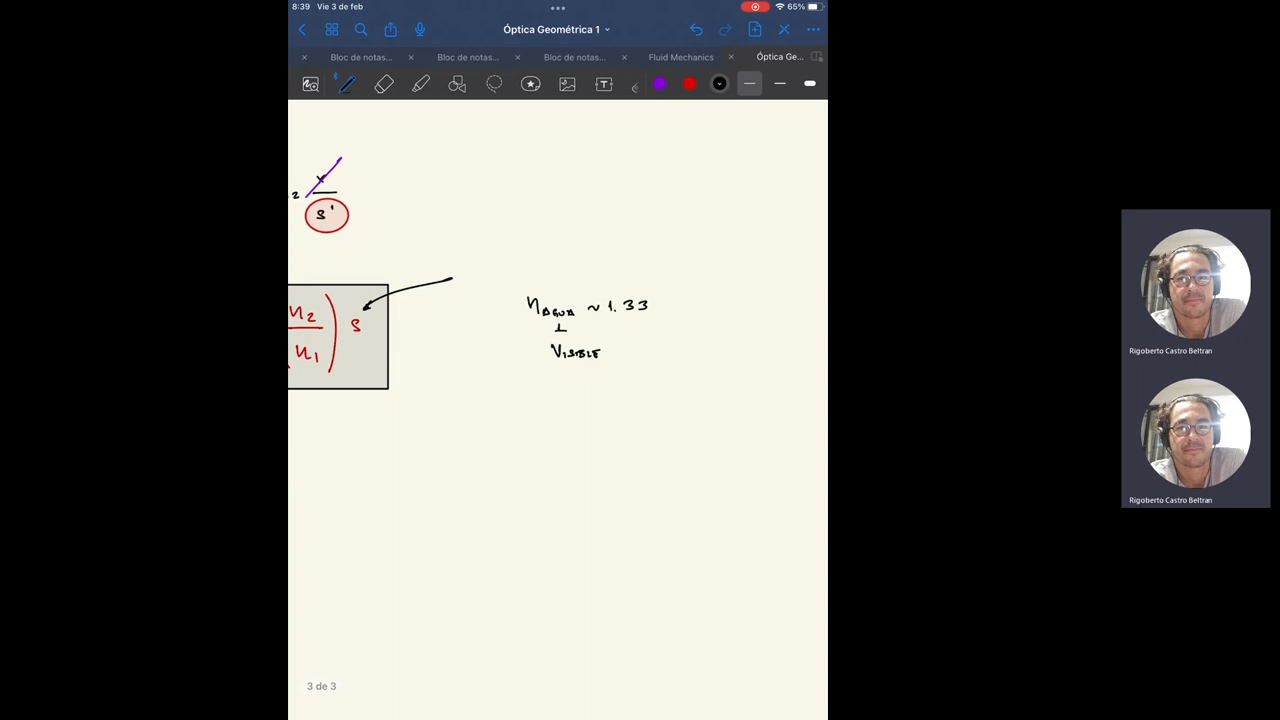 8:39 Vie 3 de feb
65%
Óptica Geométrica 1
Bloc de notas...
Bloc de notas...
Bloc de notas...
Fluid Mechanics
Óptica Ge...
2 x
s'
n2
n1
s
nAGUA ~ 1.33
VISIBLE
3 de 3
Rigoberto Castro Beltran
Rigoberto Castro Beltran